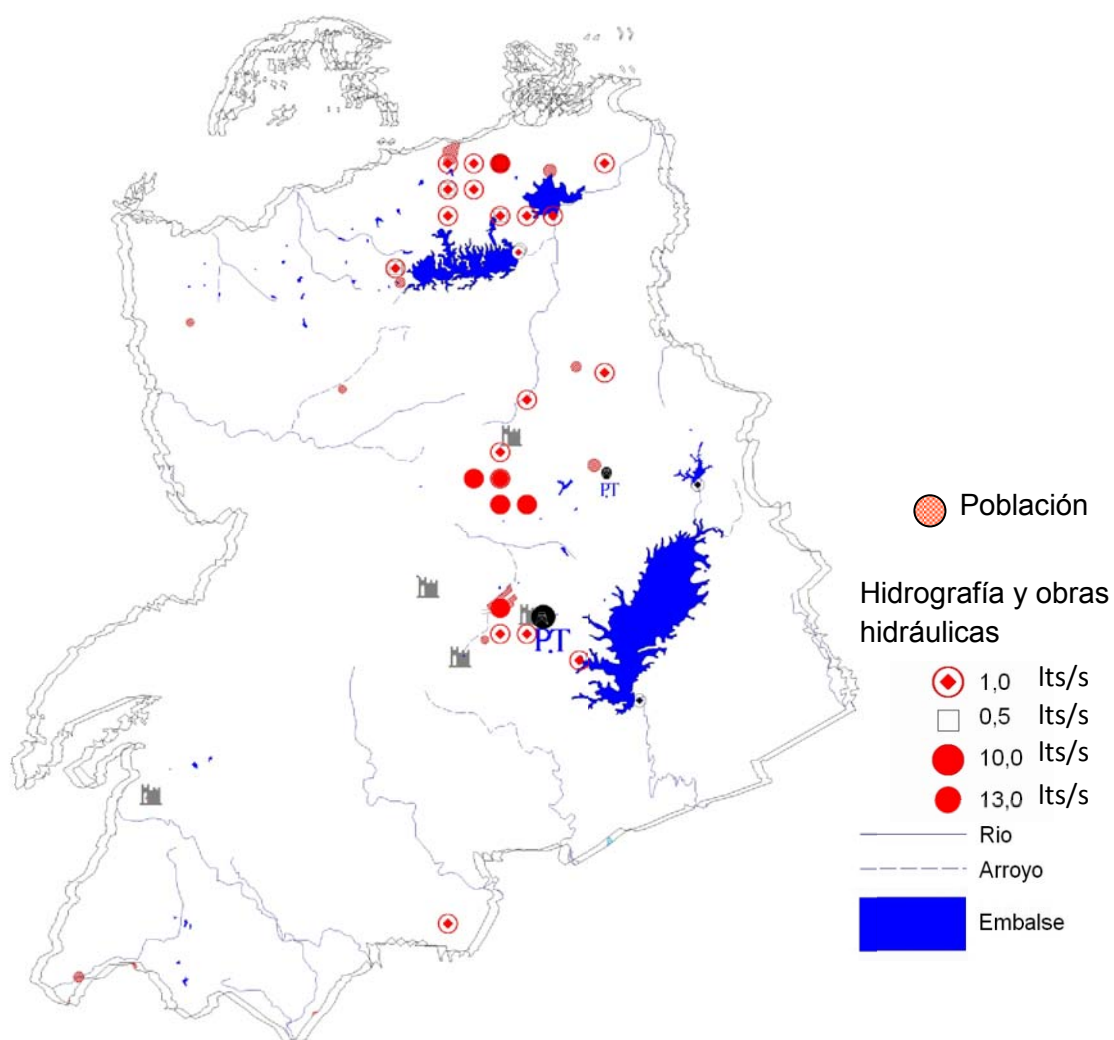 P.T
P.T
Población
Hidrografía y obras
hidráulicas
1,0 lts/s
0,5 lts/s
10,0 lts/s
13,0 lts/s
Rio
Arroyo
Embalse